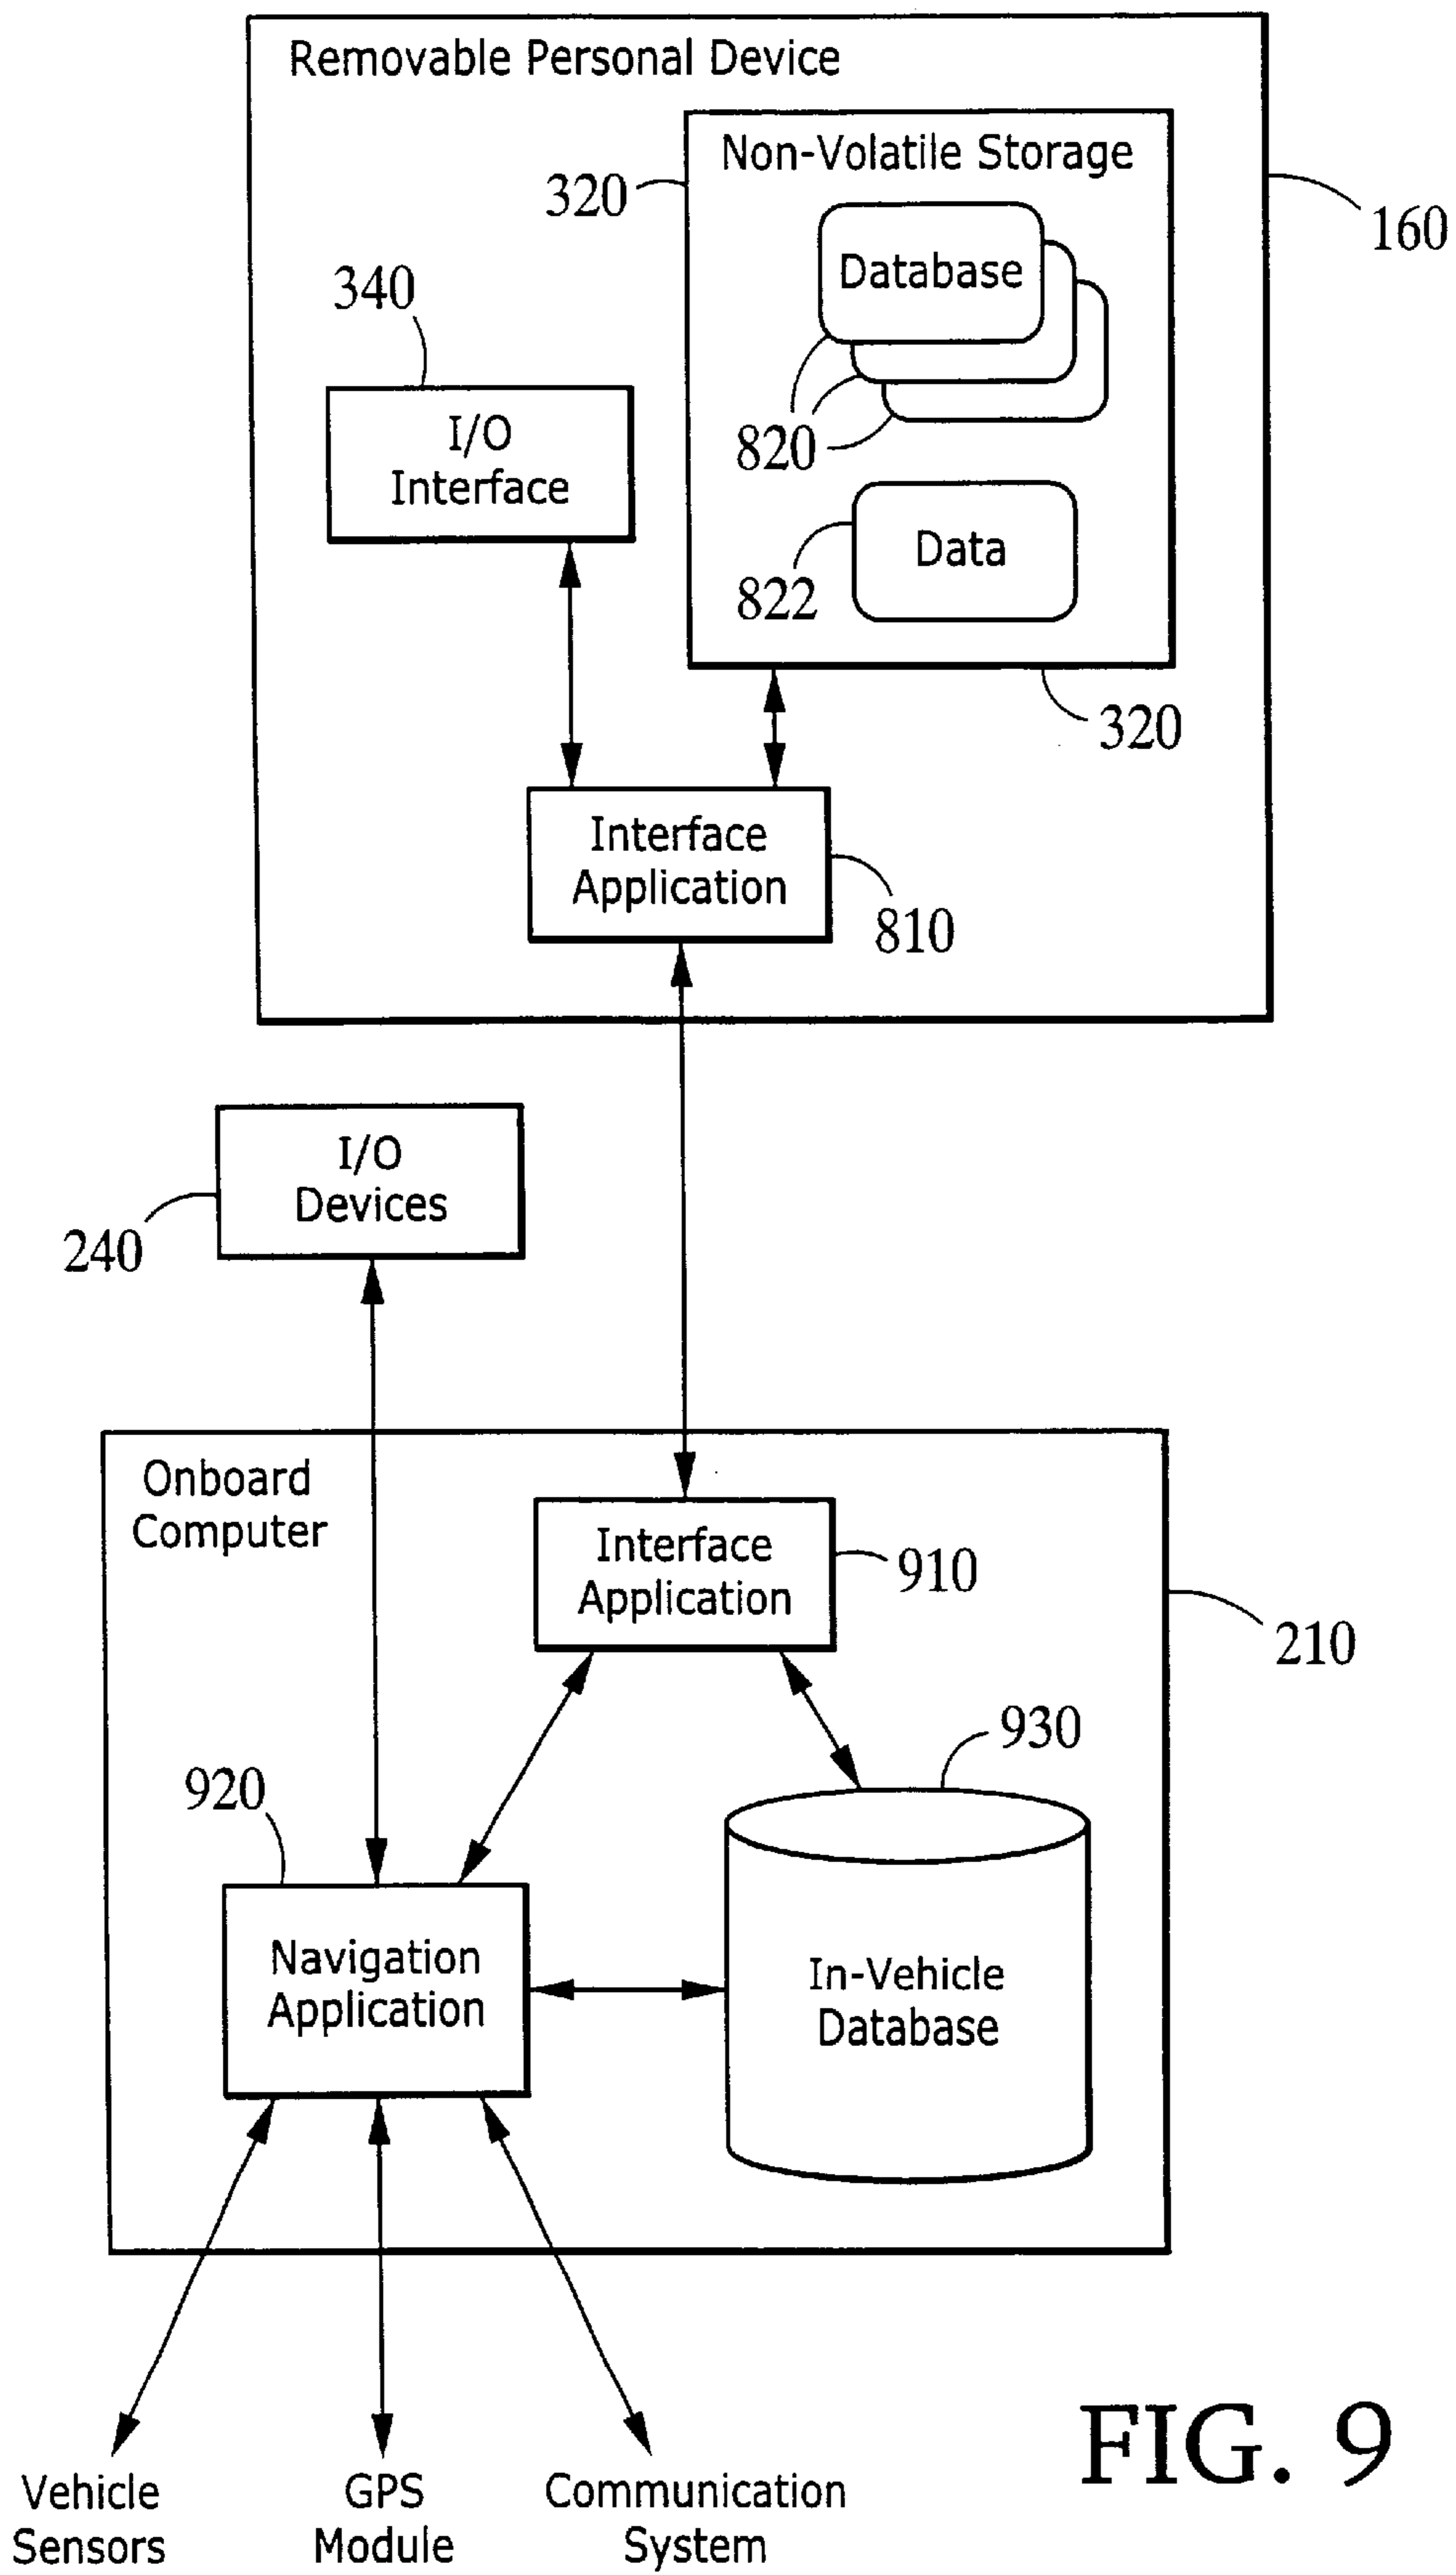 Removable Personal Device
Non-Volatile Storage
320
160
Database
340
I/O
Interface
820
Data
822
320
Interface
Application
810
I/O
Devices
240
Onboard
Computer
Interface
Application
910
210
930
920
Navigation
Application
In-Vehicle
Database
FIG. 9
Vehicle
Sensors
GPS
Module
Communication
System